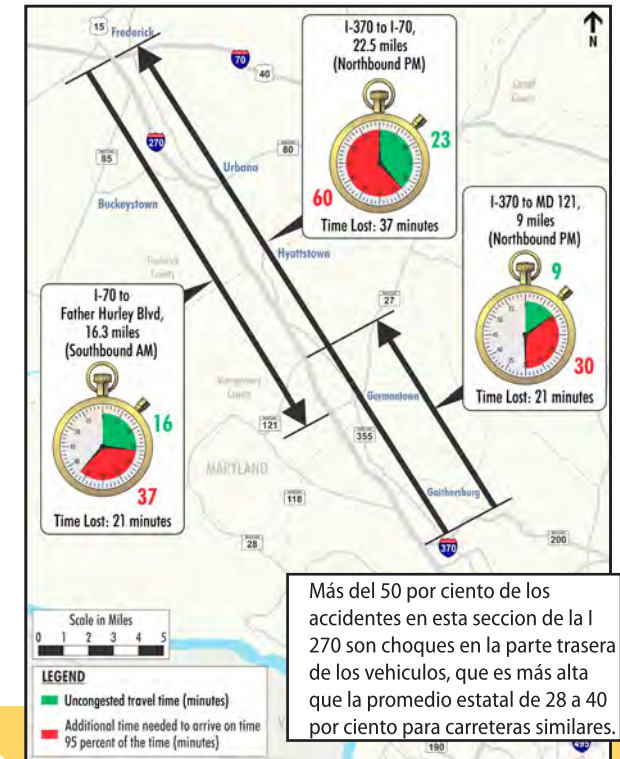 15
Frederick
70
40
N
Carroll
County
I-370 to I-70,
22.5 miles
(Northbound PM)
23
60
Time Lost: 37 minutes
270
85
80
Urbana
Buckeystown
Hyattstown
Frederick
County
I-370 to MD 121,
9 miles
(Northbound PM)
9
30
Time Lost: 21 minutes
I-70 to
Father Hurley Blvd,
16.3 miles
(Southbound AM)
16
37
Time Lost: 21 minutes
27
Montgomery
County
Germantown
121
355
MARYLAND
118
Gaithersburg
28
370
200
Más del 50 por ciento de los
accidentes en esta seccion de la I
270 son choques en la parte trasera
de los vehiculos, que es más alta
que la promedio estatal de 28 a 40
por ciento para carreteras similares.
Scale in Miles
0 1 2 3 4 5
LEGEND
Uncongested travel time (minutes)
Additional time needed to arrive on time
95 percent of the time (minutes)
190
495